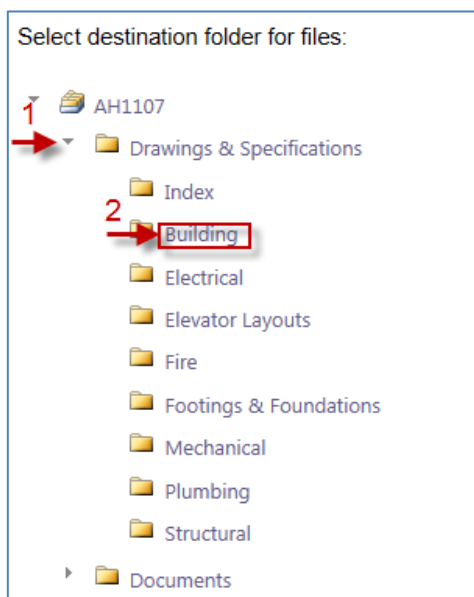 Select destination folder for files:
AH1107
1
Drawings & Specifications
Index
2
Building
Electrical
Elevator Layouts
Fire
Footings & Foundations
Mechanical
Plumbing
Structural
Documents